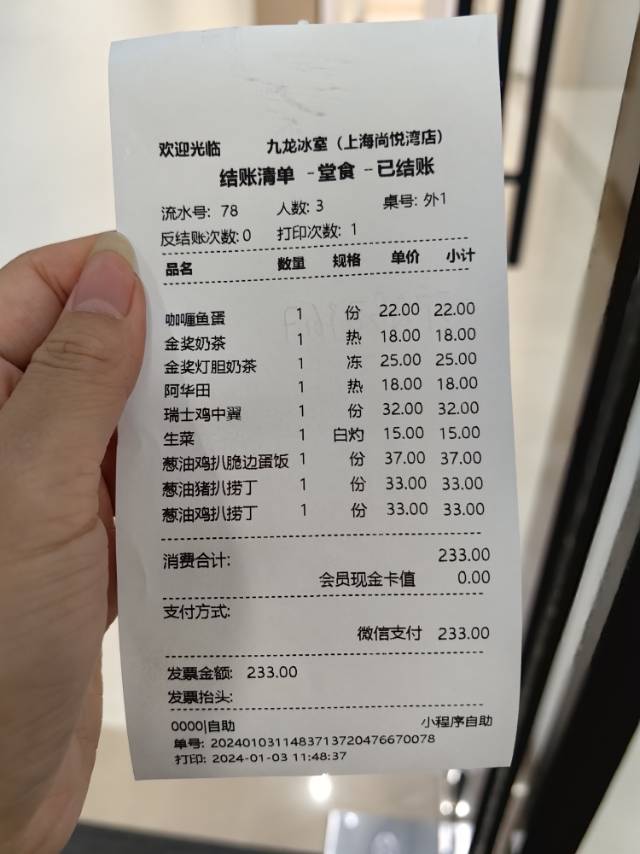 欢迎光临 九龙冰室（上海尚悦湾店）
结账清单 - 堂食 - 已结账
流水号: 78 人数: 3 桌号: 外1
反结账次数: 0 打印次数: 1
品名 数量 规格 单价 小计
咖喱鱼蛋 1 份 22.00 22.00
金奖奶茶 1 热 18.00 18.00
金奖灯胆奶茶 1 冻 25.00 25.00
阿华田 1 热 18.00 18.00
瑞士鸡中翼 1 份 32.00 32.00
生菜 1 白灼 15.00 15.00
葱油鸡扒脆边蛋饭 1 份 37.00 37.00
葱油猪扒捞丁 1 份 33.00 33.00
葱油鸡扒捞丁 1 份 33.00 33.00
消费合计: 233.00
会员现金卡值 0.00
支付方式:
微信支付 233.00
发票金额: 233.00
发票抬头:
0000|自助 小程序自助
单号: 2024010311483713720476670078
打印: 2024-01-03 11:48:37